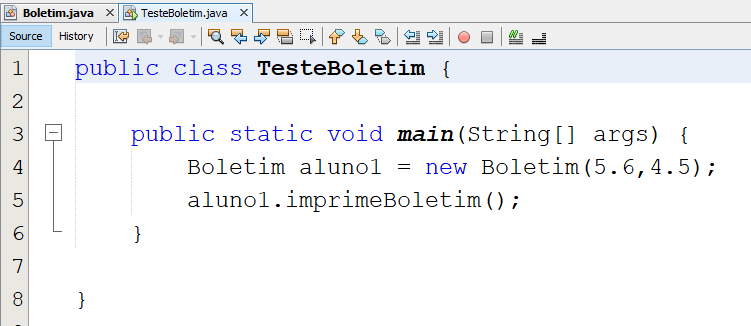 Boletim.java TesteBoletim.java
Source History
1 public class TesteBoletim {
2
3 public static void main(String[] args) {
4 Boletim aluno1 = new Boletim(5.6,4.5);
5 aluno1.imprimeBoletim();
6 }
7
8 }